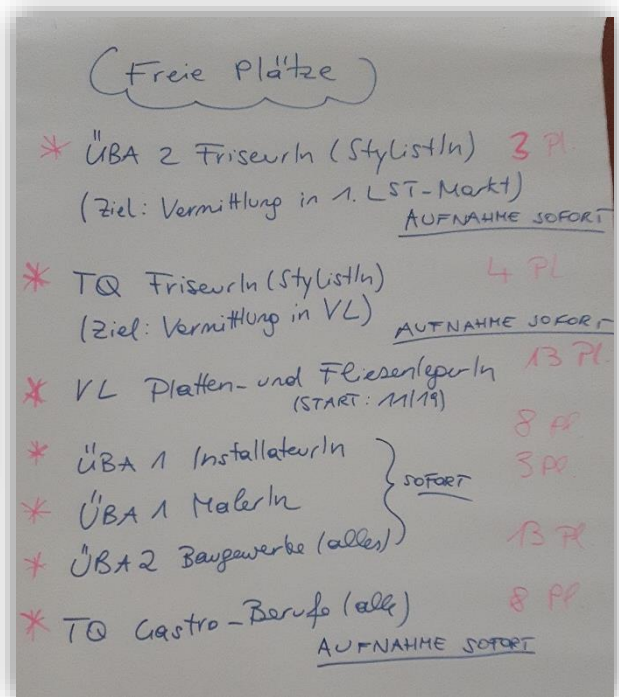 Freie Plätze
* ÜBA 2 FriseurIn (StylistIn) 3 Pl.
(Ziel: Vermittlung in 1. LST-Markt)
AUFNAHME SOFORT
* TQ FriseurIn (StylistIn) 4 Pl
(Ziel: Vermittlung in VL)
AUFNAHME SOFORT
* VL Platten- und FliesenlegerIn 13 Pl.
(START: 11/19)
* ÜBA 1 InstallateurIn 8 Pl.
* ÜBA 1 MalerIn SOFORT 3 Pl.
* ÜBA 2 Baugewerbe (alles) 13 Pl.
* TQ Gastro-Berufe (alle) 8 Pl.
AUFNAHME SOFORT